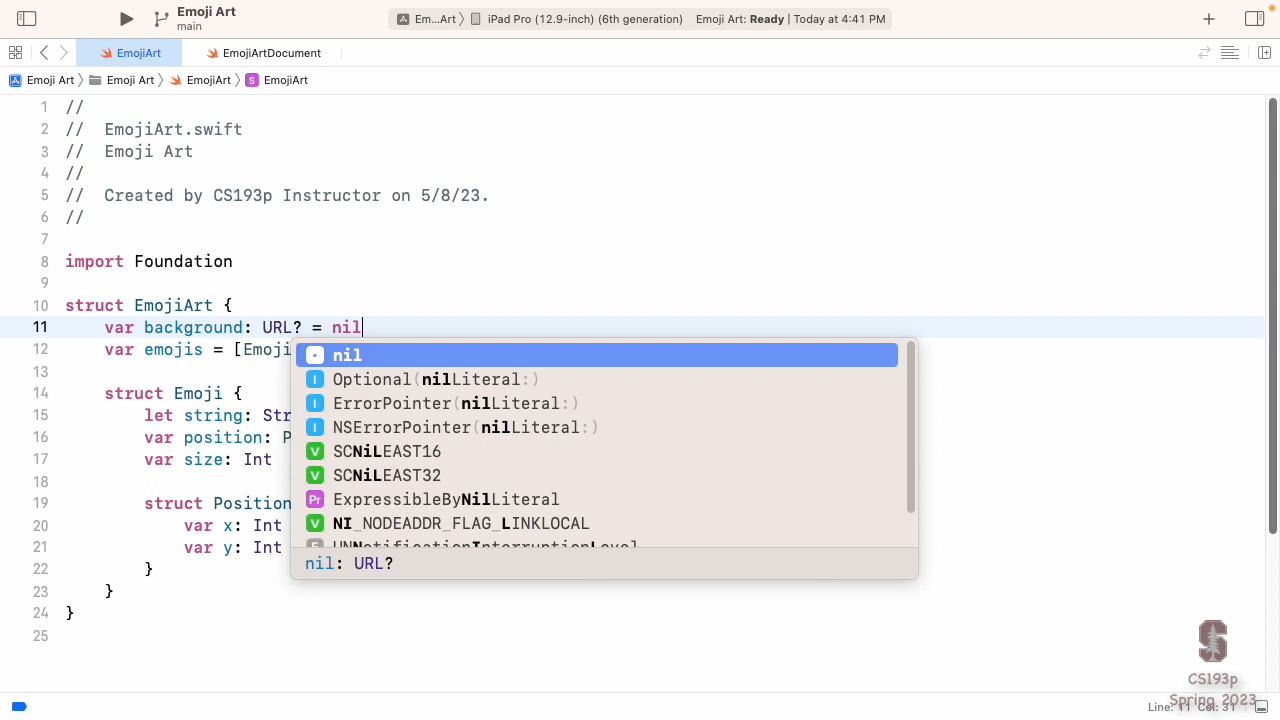 Emoji Art
main
Em...Art 〉 iPad Pro (12.9-inch) (6th generation) Emoji Art: Ready | Today at 4:41 PM
EmojiArt EmojiArtDocument
Emoji Art 〉 Emoji Art 〉 EmojiArt 〉 S EmojiArt
1 //
2 //  EmojiArt.swift
3 //  Emoji Art
4 //
5 //  Created by CS193p Instructor on 5/8/23.
6 //
7
8 import Foundation
9
10 struct EmojiArt {
11     var background: URL? = nil
12     var emojis = [Emoji
13
14     struct Emoji {
15         let string: Str
16         var position: P
17         var size: Int
18
19         struct Position
20             var x: Int
21             var y: Int
22         }
23     }
24 }
25
nil
I Optional(nilLiteral:)
I ErrorPointer(nilLiteral:)
I NSErrorPointer(nilLiteral:)
V SCNiLEAST16
V SCNiLEAST32
Pr ExpressibleByNilLiteral
V NI_NODEADDR_FLAG_LINKLOCAL
UNNotificationInterruptionLevel
nil: URL?
CS193p
Spring 2023
Line: 11 Col: 31